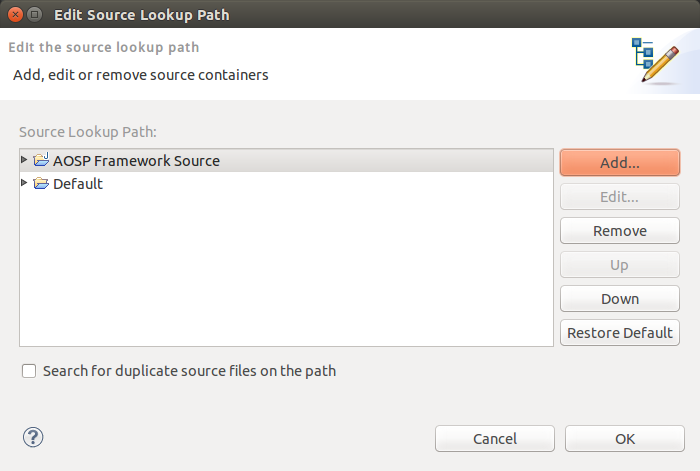 Edit Source Lookup Path
Edit the source lookup path
Add, edit or remove source containers
Source Lookup Path:
AOSP Framework Source
Default
Add...
Edit...
Remove
Up
Down
Restore Default
Search for duplicate source files on the path
?
Cancel
OK